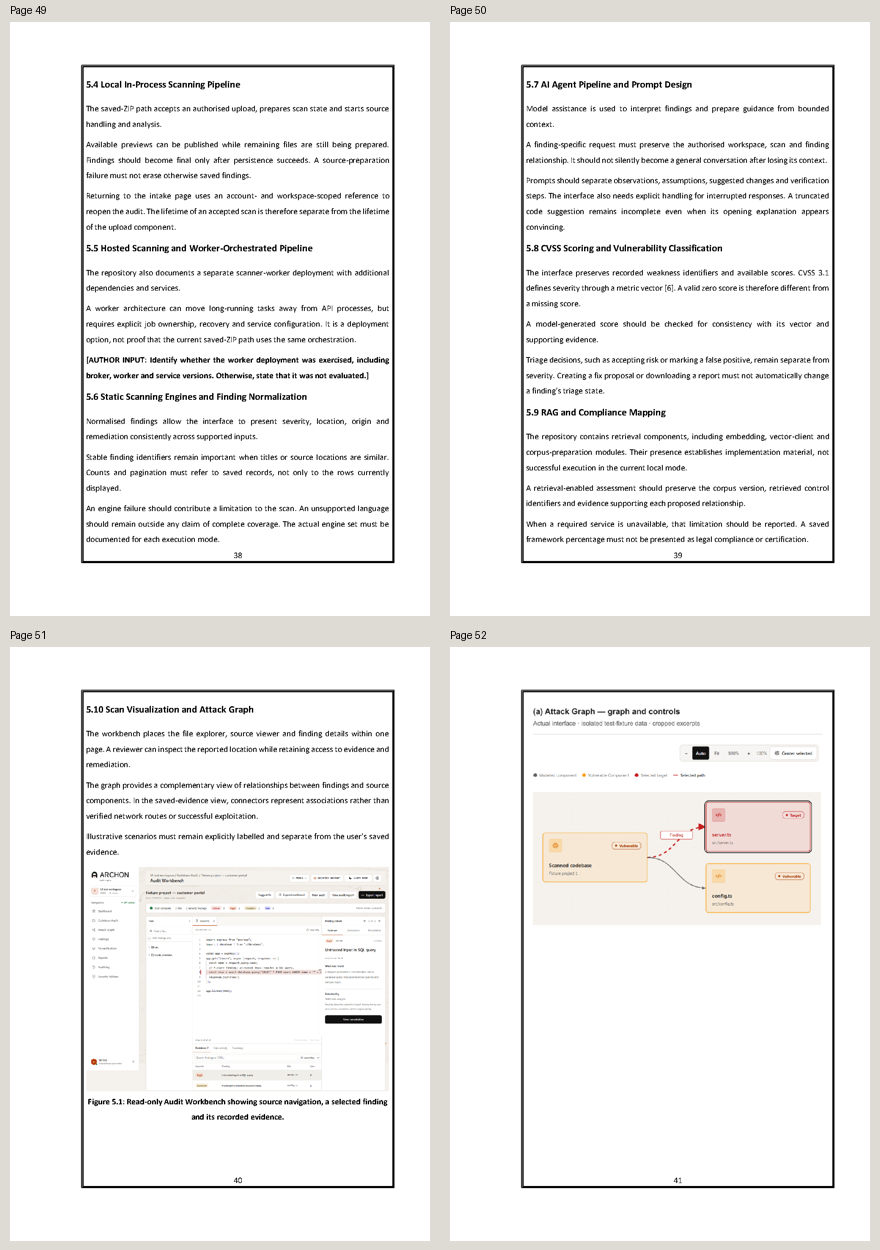 Page 49
5.4 Local In-Process Scanning Pipeline
The saved-ZIP path accepts an authorised upload, prepares scan state and starts source
handling and analysis.
Available previews can be published while remaining files are still being prepared.
Findings should become final only after persistence succeeds. A source-preparation
failure must not erase otherwise saved findings.
Returning to the intake page uses an account- and workspace-scoped reference to
reopen the audit. The lifetime of an accepted scan is therefore separate from the lifetime
of the upload component.
5.5 Hosted Scanning and Worker-Orchestrated Pipeline
The repository also documents a separate scanner-worker deployment with additional
dependencies and services.
A worker architecture can move long-running tasks away from API processes, but
requires explicit job ownership, recovery and service configuration. It is a deployment
option, not proof that the current saved-ZIP path uses the same orchestration.
[AUTHOR INPUT: Identify whether the worker deployment was exercised, including
broker, worker and service versions. Otherwise, state that it was not evaluated.]
5.6 Static Scanning Engines and Finding Normalization
Normalised findings allow the interface to present severity, location, origin and
remediation consistently across supported inputs.
Stable finding identifiers remain important when titles or source locations are similar.
Counts and pagination must refer to saved records, not only to the rows currently
displayed.
An engine failure should contribute a limitation to the scan. An unsupported language
should remain outside any claim of complete coverage. The actual engine set must be
documented for each execution mode.
38
Page 50
5.7 AI Agent Pipeline and Prompt Design
Model assistance is used to interpret findings and prepare guidance from bounded
context.
A finding-specific request must preserve the authorised workspace, scan and finding
relationship. It should not silently become a general conversation after losing its context.
Prompts should separate observations, assumptions, suggested changes and verification
steps. The interface also needs explicit handling for interrupted responses. A truncated
code suggestion remains incomplete even when its opening explanation appears
convincing.
5.8 CVSS Scoring and Vulnerability Classification
The interface preserves recorded weakness identifiers and available scores. CVSS 3.1
defines severity through a metric vector [6]. A valid zero score is therefore different from
a missing score.
A model-generated score should be checked for consistency with its vector and
supporting evidence.
Triage decisions, such as accepting risk or marking a false positive, remain separate from
severity. Creating a fix proposal or downloading a report must not automatically change
a finding's triage state.
5.9 RAG and Compliance Mapping
The repository contains retrieval components, including embedding, vector-client and
corpus-preparation modules. Their presence establishes implementation material, not
successful execution in the current local mode.
A retrieval-enabled assessment should preserve the corpus version, retrieved control
identifiers and evidence supporting each proposed relationship.
When a required service is unavailable, that limitation should be reported. A saved
framework percentage must not be presented as legal compliance or certification.
39
Page 51
5.10 Scan Visualization and Attack Graph
The workbench places the file explorer, source viewer and finding details within one
page. A reviewer can inspect the reported location while retaining access to evidence and
remediation.
The graph provides a complementary view of relationships between findings and source
components. In the saved-evidence view, connectors represent associations rather than
verified network routes or successful exploitation.
Illustrative scenarios must remain explicitly labelled and separate from the user's saved
evidence.
ARCHON
Audit Workbench
Fixture project — customer portal
Untrusted input in SQL query
Figure 5.1: Read-only Audit Workbench showing source navigation, a selected finding
and its recorded evidence.
40
Page 52
(a) Attack Graph — graph and controls
Actual interface · isolated test-fixture data · cropped excerpts
Auto Fit 100% + Center selected
Vulnerable Component Selected target Selected path
Target
Finding
server.ts
src/server.ts
Vulnerable
Scanned codebase
Fixture project
Vulnerable
config.ts
src/config.ts
41